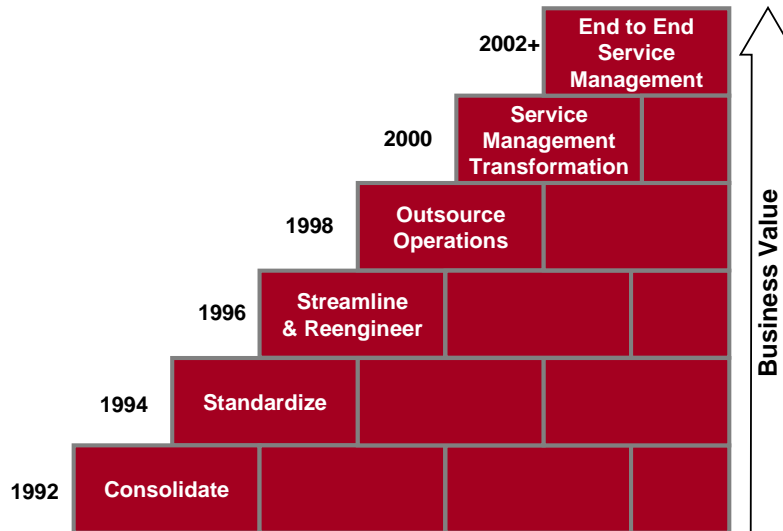 2002+
End to End
Service
Management
2000
Service
Management
Transformation
1998
Outsource
Operations
1996
Streamline
& Reengineer
1994
Standardize
1992
Consolidate
Business Value